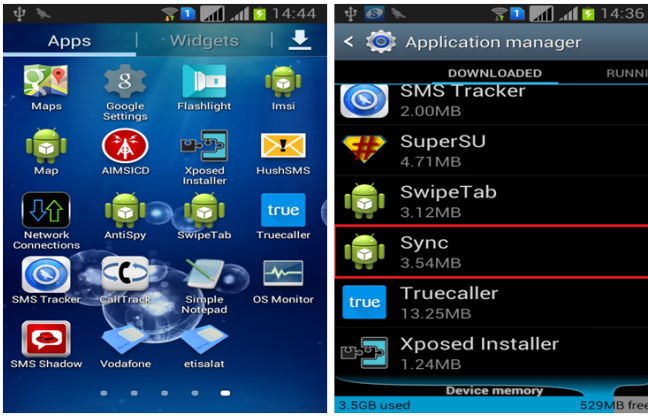 14:44
Apps
Widgets
Maps
Google
Settings
Flashlight
Imsi
Map
AIMSICD
Xposed
Installer
HushSMS
Network
Connections
AntiSpy
SwipeTab
true
Truecaller
SMS Tracker
CallTrack
Simple
Notepad
OS Monitor
SMS Shadow
Vodafone
etisalat
14:36
Application manager
DOWNLOADED
RUNNI
SMS Tracker
2.00MB
SuperSU
4.71MB
SwipeTab
3.12MB
Sync
3.54MB
true
Truecaller
13.25MB
Xposed Installer
1.24MB
Device memory
3.5GB used
529MB free